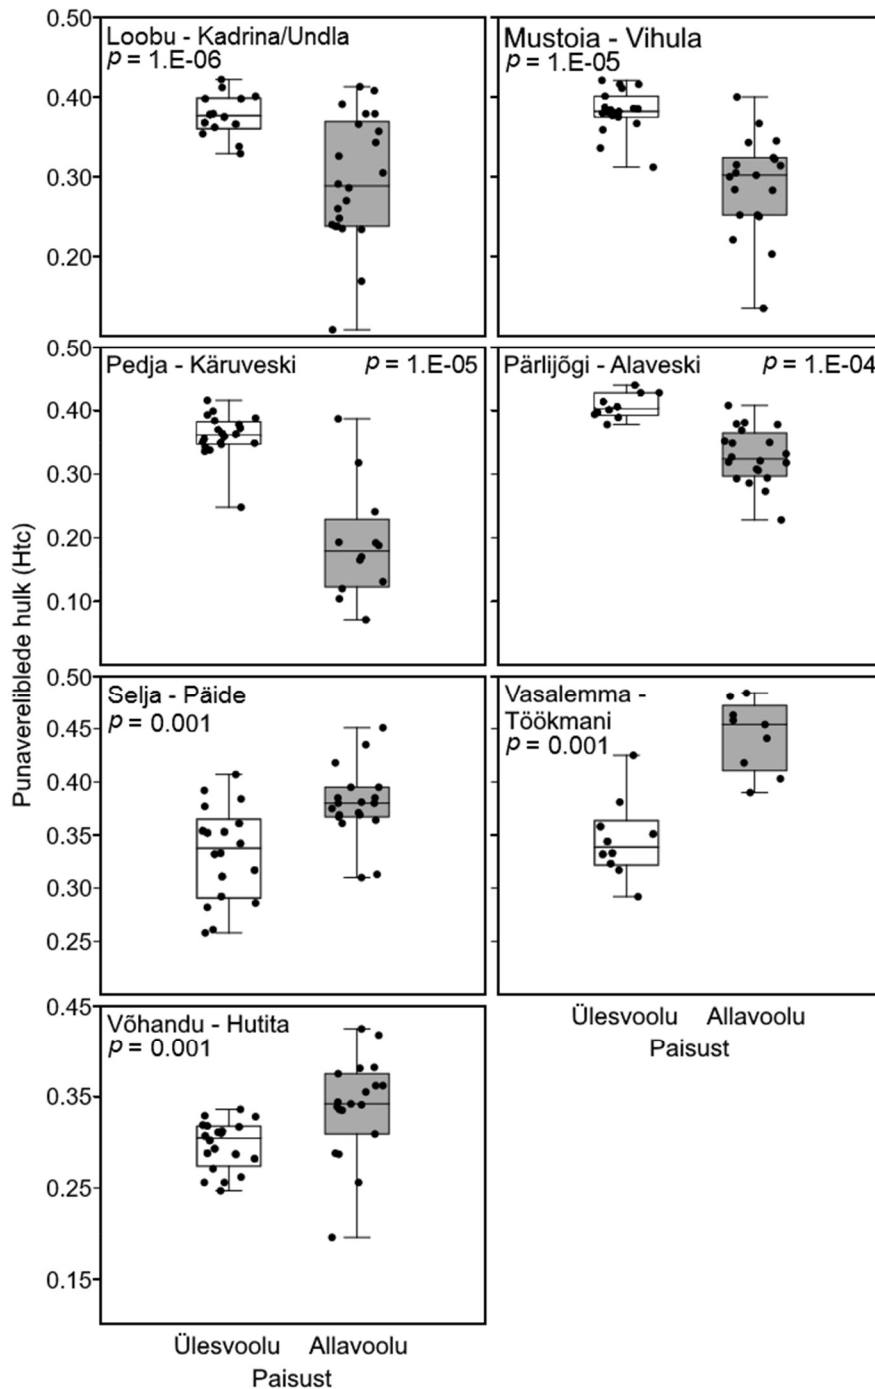 Punavereliblede hulk (Htc)
0.50
0.40
0.30
0.20
Loobu - Kadrina/Undla
p = 1.E-06
Mustoja - Vihula
p = 1.E-05
0.50
0.40
0.30
0.20
0.10
Pedja - Käruveski p = 1.E-05
Pärlijõgi - Alaveski p = 1.E-04
0.50
0.45
0.40
0.35
0.30
0.25
Selja - Päide
p = 0.001
Vasalemma -
Töökmani
p = 0.001
Ülesvoolu Allavoolu
Paisust
0.45
0.35
0.25
0.15
Võhandu - Hutita
p = 0.001
Ülesvoolu Allavoolu
Paisust